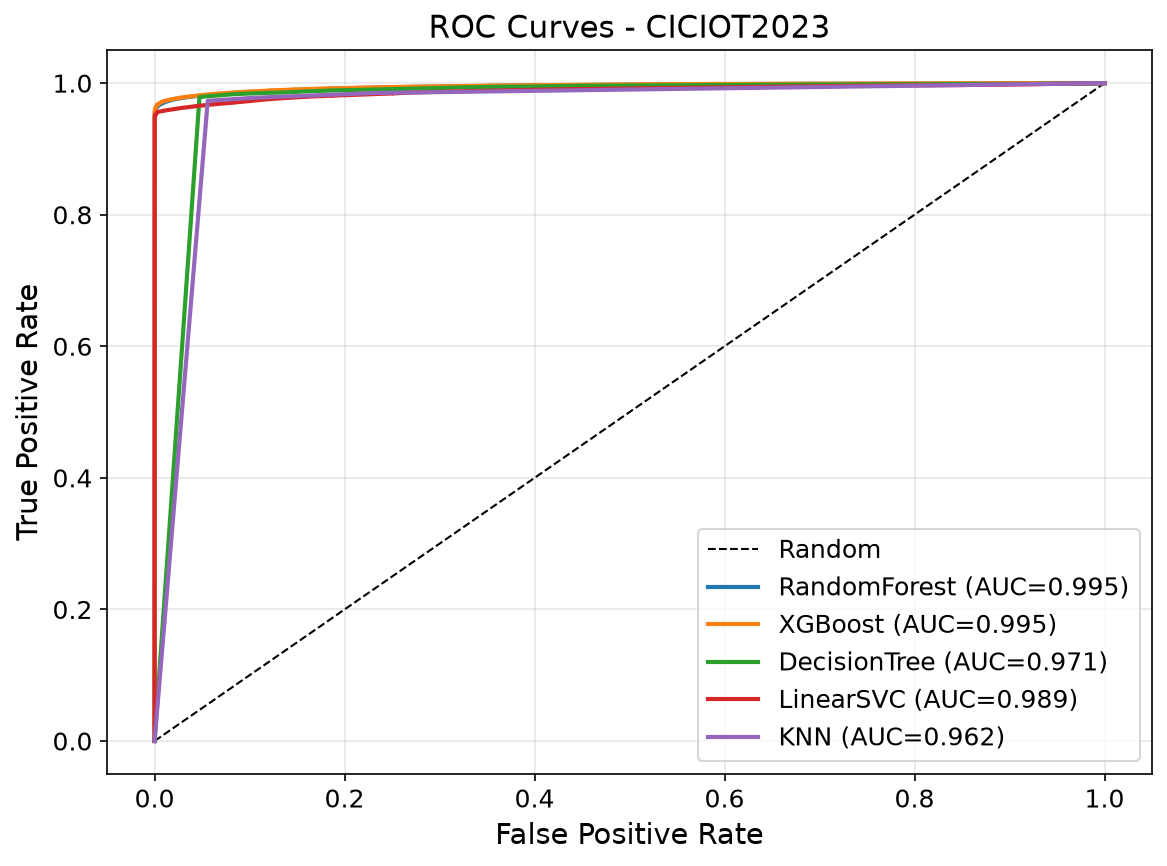 ROC Curves - CICIOT2023
True Positive Rate
1.0
0.8
0.6
0.4
0.2
0.0
0.0 0.2 0.4 0.6 0.8 1.0
False Positive Rate
Random
RandomForest (AUC=0.995)
XGBoost (AUC=0.995)
DecisionTree (AUC=0.971)
LinearSVC (AUC=0.989)
KNN (AUC=0.962)